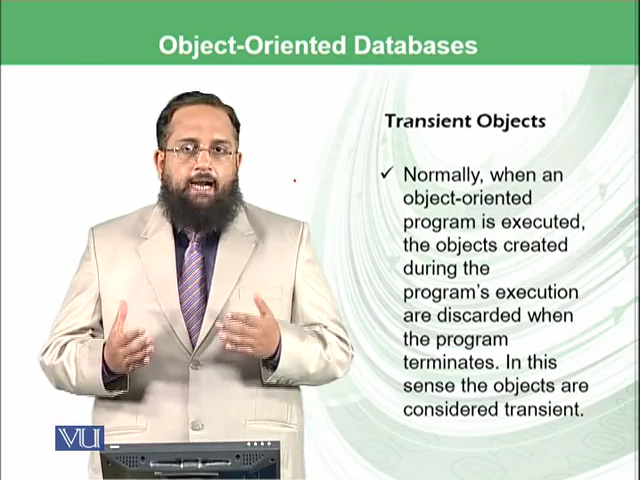 Object-Oriented Databases
Transient Objects
✓ Normally, when an
object-oriented
program is executed,
the objects created
during the
program's execution
are discarded when
the program
terminates. In this
sense the objects are
considered transient.
VU